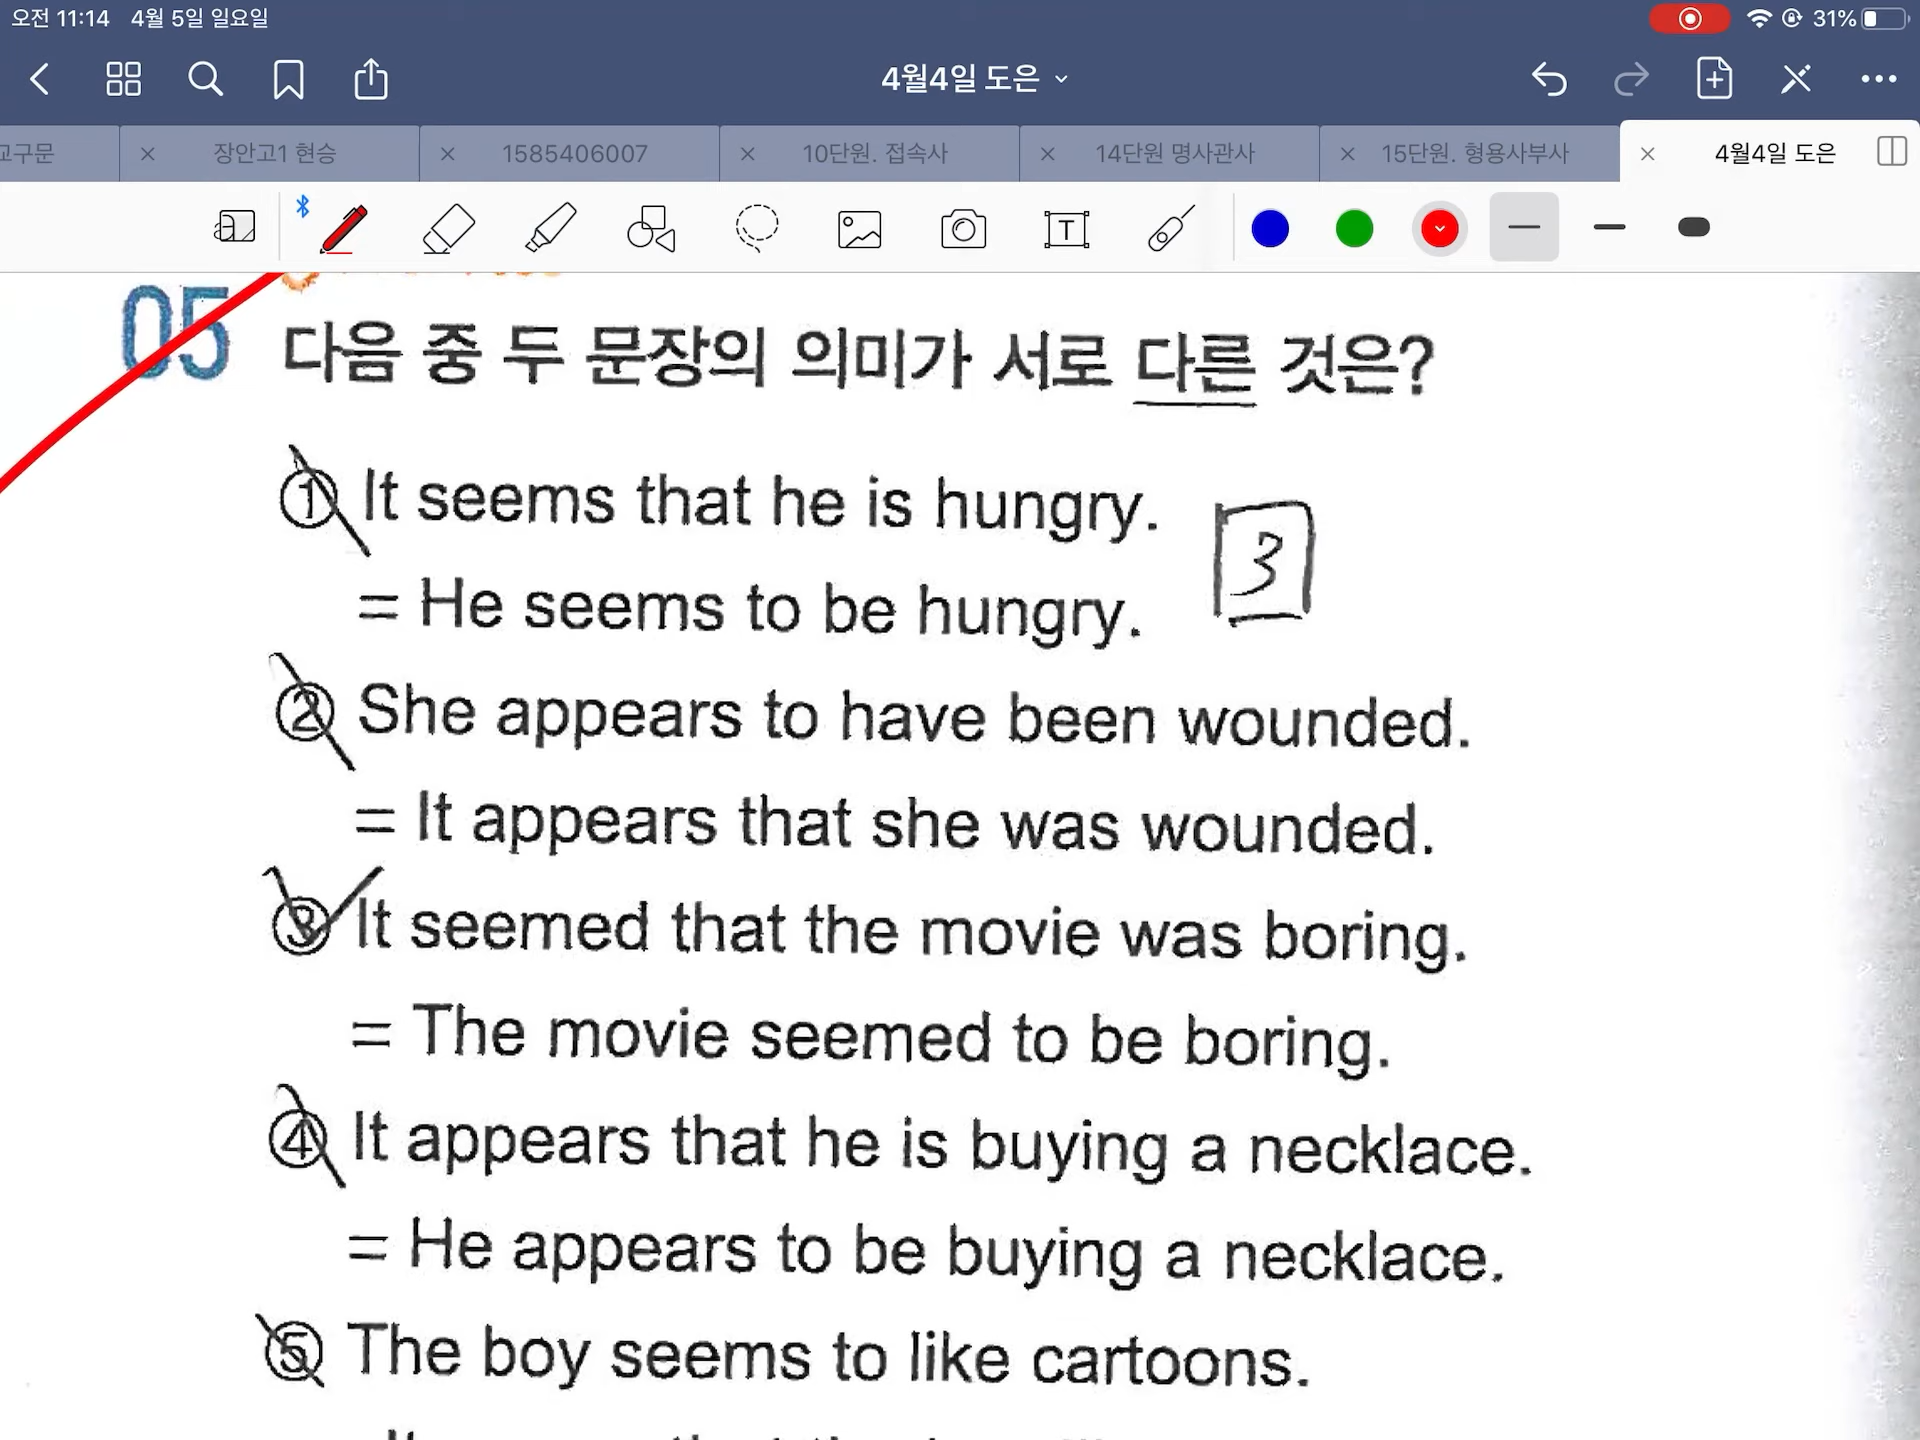 오전 11:14 4월 5일 일요일 31%
4월4일 도은
교구문 장안고1 현승 1585406007 10단원. 접속사 14단원 명사관사 15단원. 형용사부사 4월4일 도은
05 다음 중 두 문장의 의미가 서로 다른 것은?
① It seems that he is hungry.
3
= He seems to be hungry.
② She appears to have been wounded.
= It appears that she was wounded.
③ It seemed that the movie was boring.
= The movie seemed to be boring.
④ It appears that he is buying a necklace.
= He appears to be buying a necklace.
⑤ The boy seems to like cartoons.